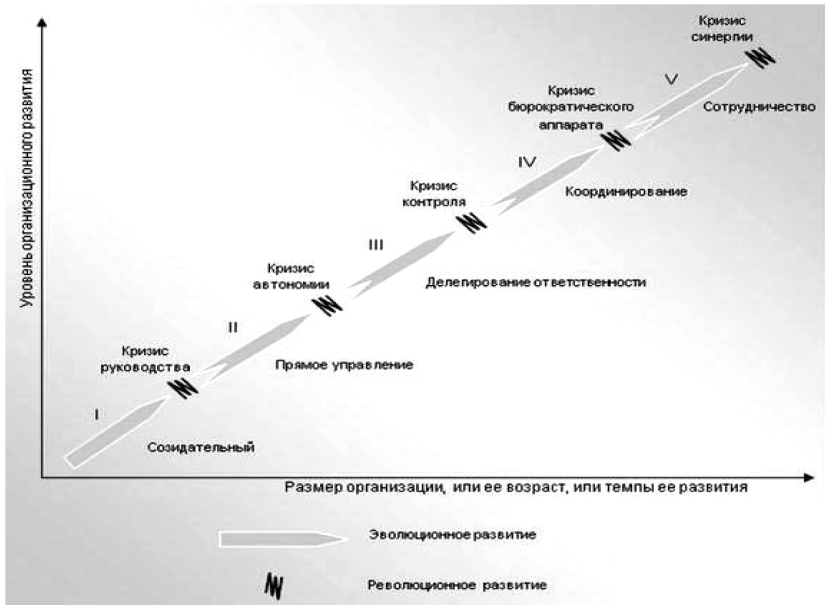 Кризис
синергии
V
Сотрудничество
Кризис
бюрократического
аппарата
IV
Координирование
Кризис
контроля
III
Делегирование ответственности
Кризис
автономии
II
Прямое управление
Кризис
руководства
I
Созидательный
Уровень организационного развития
Размер организации, или ее возраст, или темпы ее развития
Эволюционное развитие
Революционное развитие